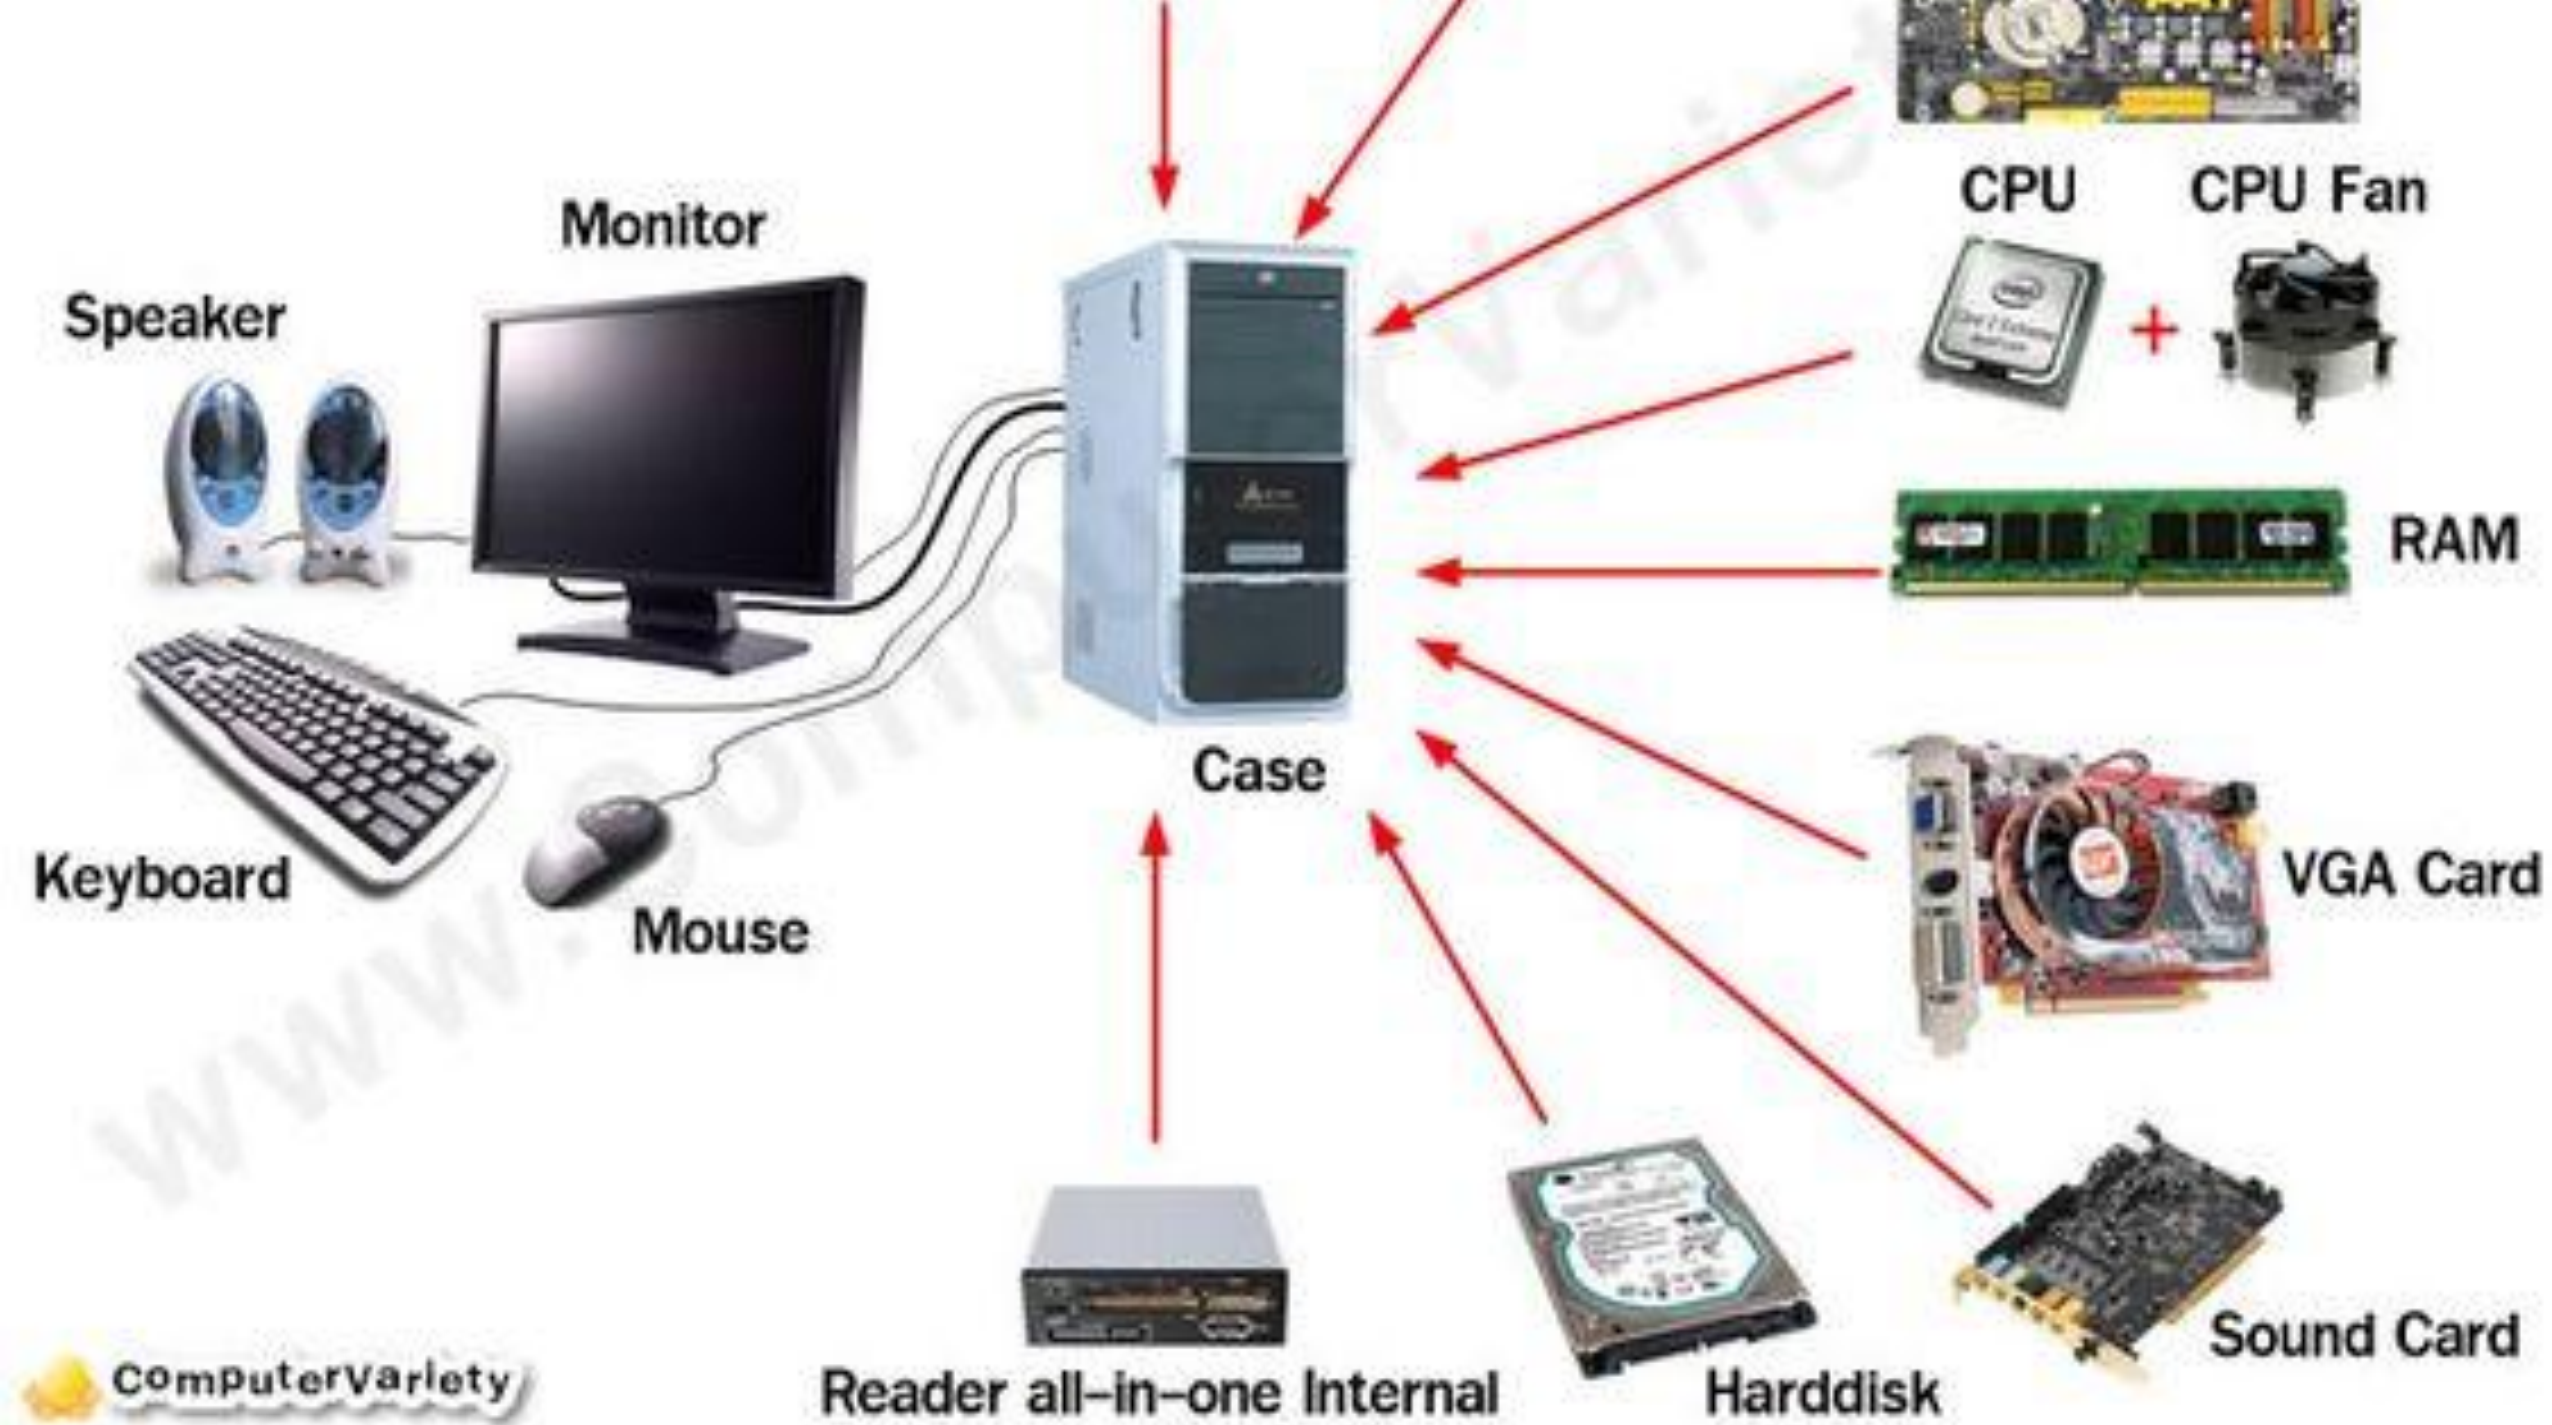 CPU CPU Fan
Monitor
Speaker
RAM
Case
VGA Card
Keyboard
Mouse
Sound Card
Reader all-in-one Internal
Harddisk
ComputerVariety